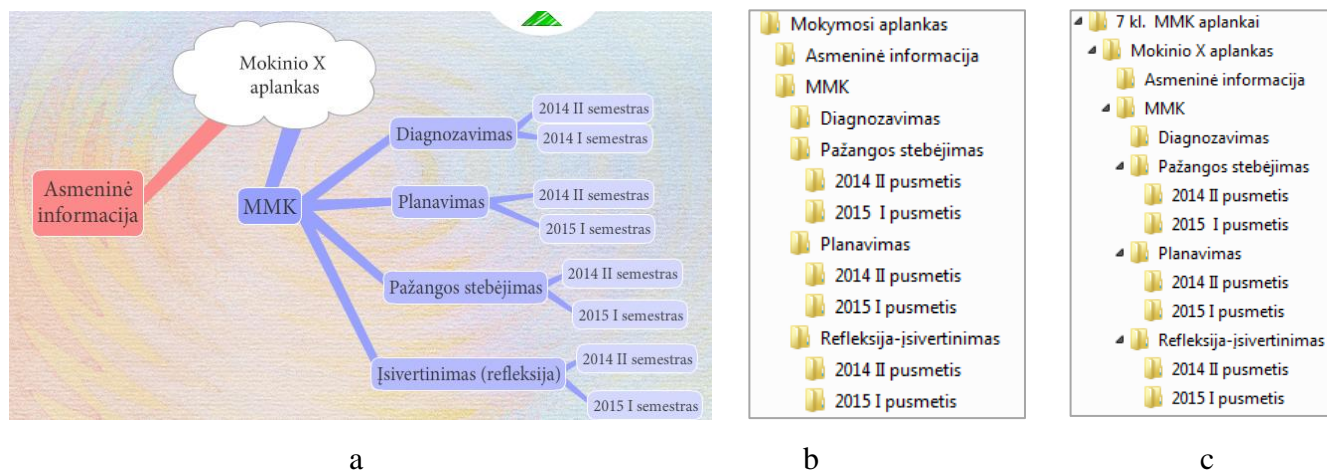 Mokinio X
aplankas
Asmeninė
informacija
MMK
Diagnozavimas
2014 II semestras
2014 I semestras
Planavimas
2014 II semestras
2015 I semestras
Pažangos stebėjimas
2014 II semestras
2015 I semestras
Įsivertinimas (refleksija)
2014 II semestras
2015 I semestras
a
Mokymosi aplankas
Asmeninė informacija
MMK
Diagnozavimas
Pažangos stebėjimas
2014 II pusmetis
2015 I pusmetis
Planavimas
2014 II pusmetis
2015 I pusmetis
Refleksija-įsivertinimas
2014 II pusmetis
2015 I pusmetis
b
7 kl. MMK aplankai
Mokinio X aplankas
Asmeninė informacija
MMK
Diagnozavimas
Pažangos stebėjimas
2014 II pusmetis
2015 I pusmetis
Planavimas
2014 II pusmetis
2015 I pusmetis
Refleksija-įsivertinimas
2014 II pusmetis
2015 I pusmetis
c